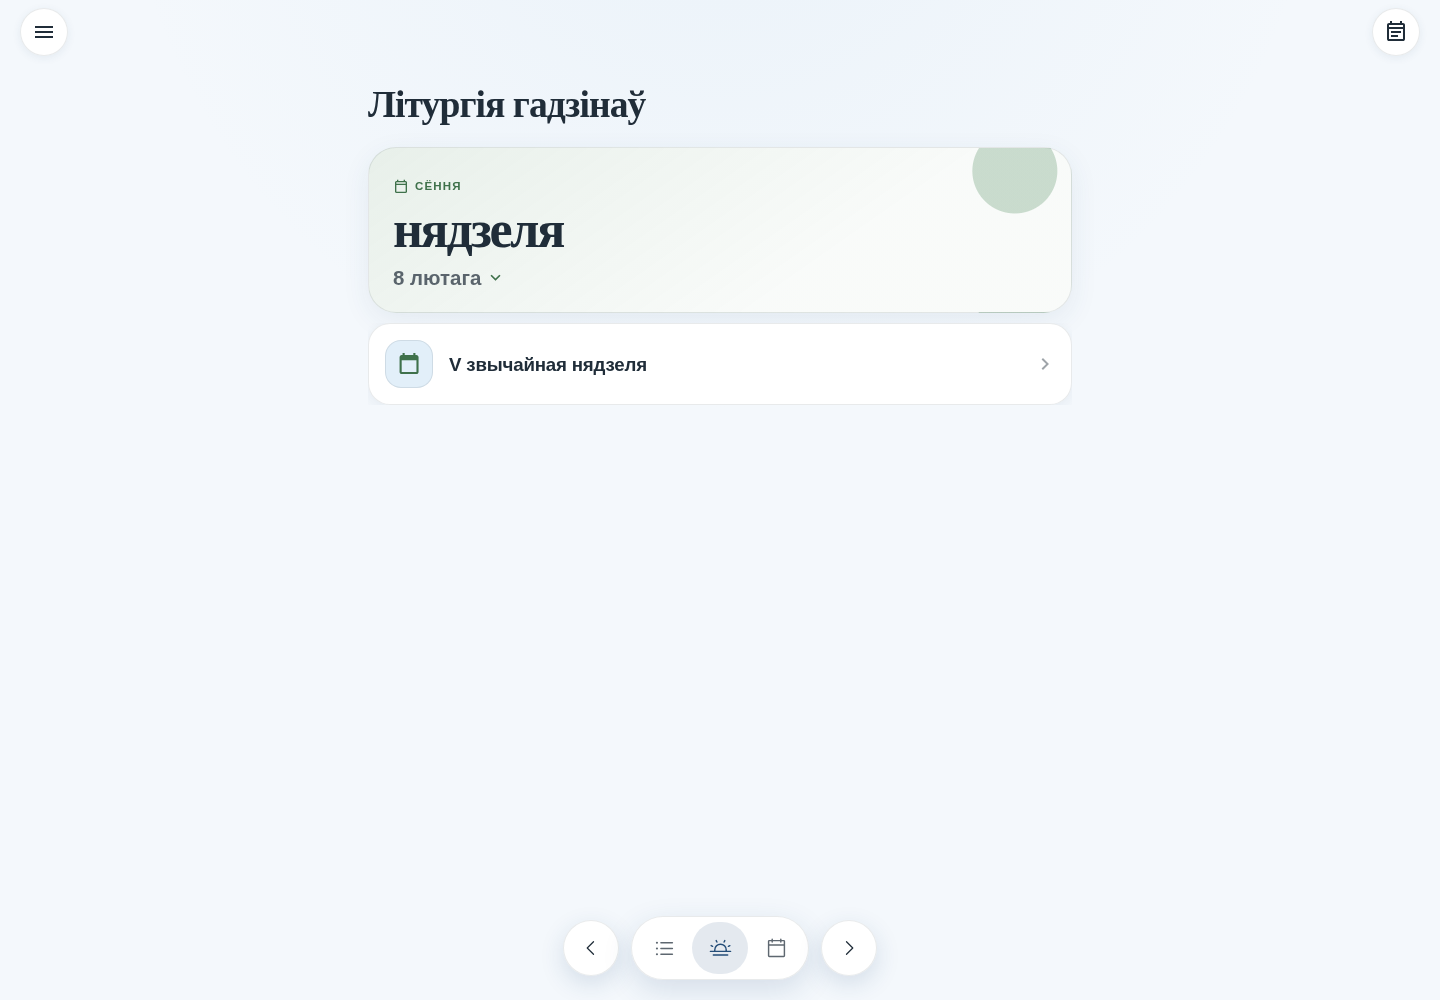 Літургія гадзінаў
СЁННЯ
нядзеля
8 лютага
V звычайная нядзеля